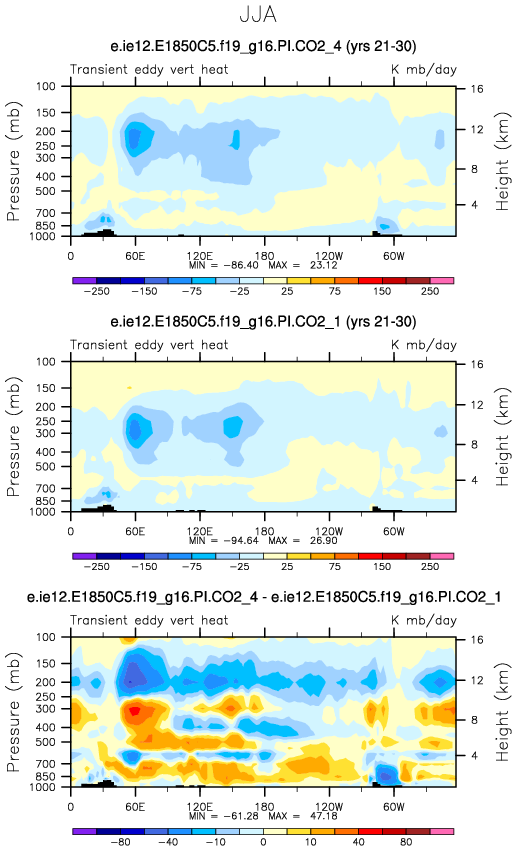 JJA
e.ie12.E1850C5.f19_g16.PI.CO2_4 (yrs 21-30)
Transient eddy vert heat K mb/day
Pressure (mb)
100
150
200
250
300
400
500
700
850
1000
16
12
8
4
Height (km)
0 60E 120E 180 120W 60W
MIN = -86.40 MAX = 23.12
-250 -150 -75 -25 25 75 150 250
e.ie12.E1850C5.f19_g16.PI.CO2_1 (yrs 21-30)
Transient eddy vert heat K mb/day
Pressure (mb)
100
150
200
250
300
400
500
700
850
1000
16
12
8
4
Height (km)
0 60E 120E 180 120W 60W
MIN = -94.64 MAX = 26.90
-250 -150 -75 -25 25 75 150 250
e.ie12.E1850C5.f19_g16.PI.CO2_4 - e.ie12.E1850C5.f19_g16.PI.CO2_1
Transient eddy vert heat K mb/day
Pressure (mb)
100
150
200
250
300
400
500
700
850
1000
16
12
8
4
Height (km)
0 60E 120E 180 120W 60W
MIN = -61.28 MAX = 47.18
-80 -40 -10 0 10 40 80